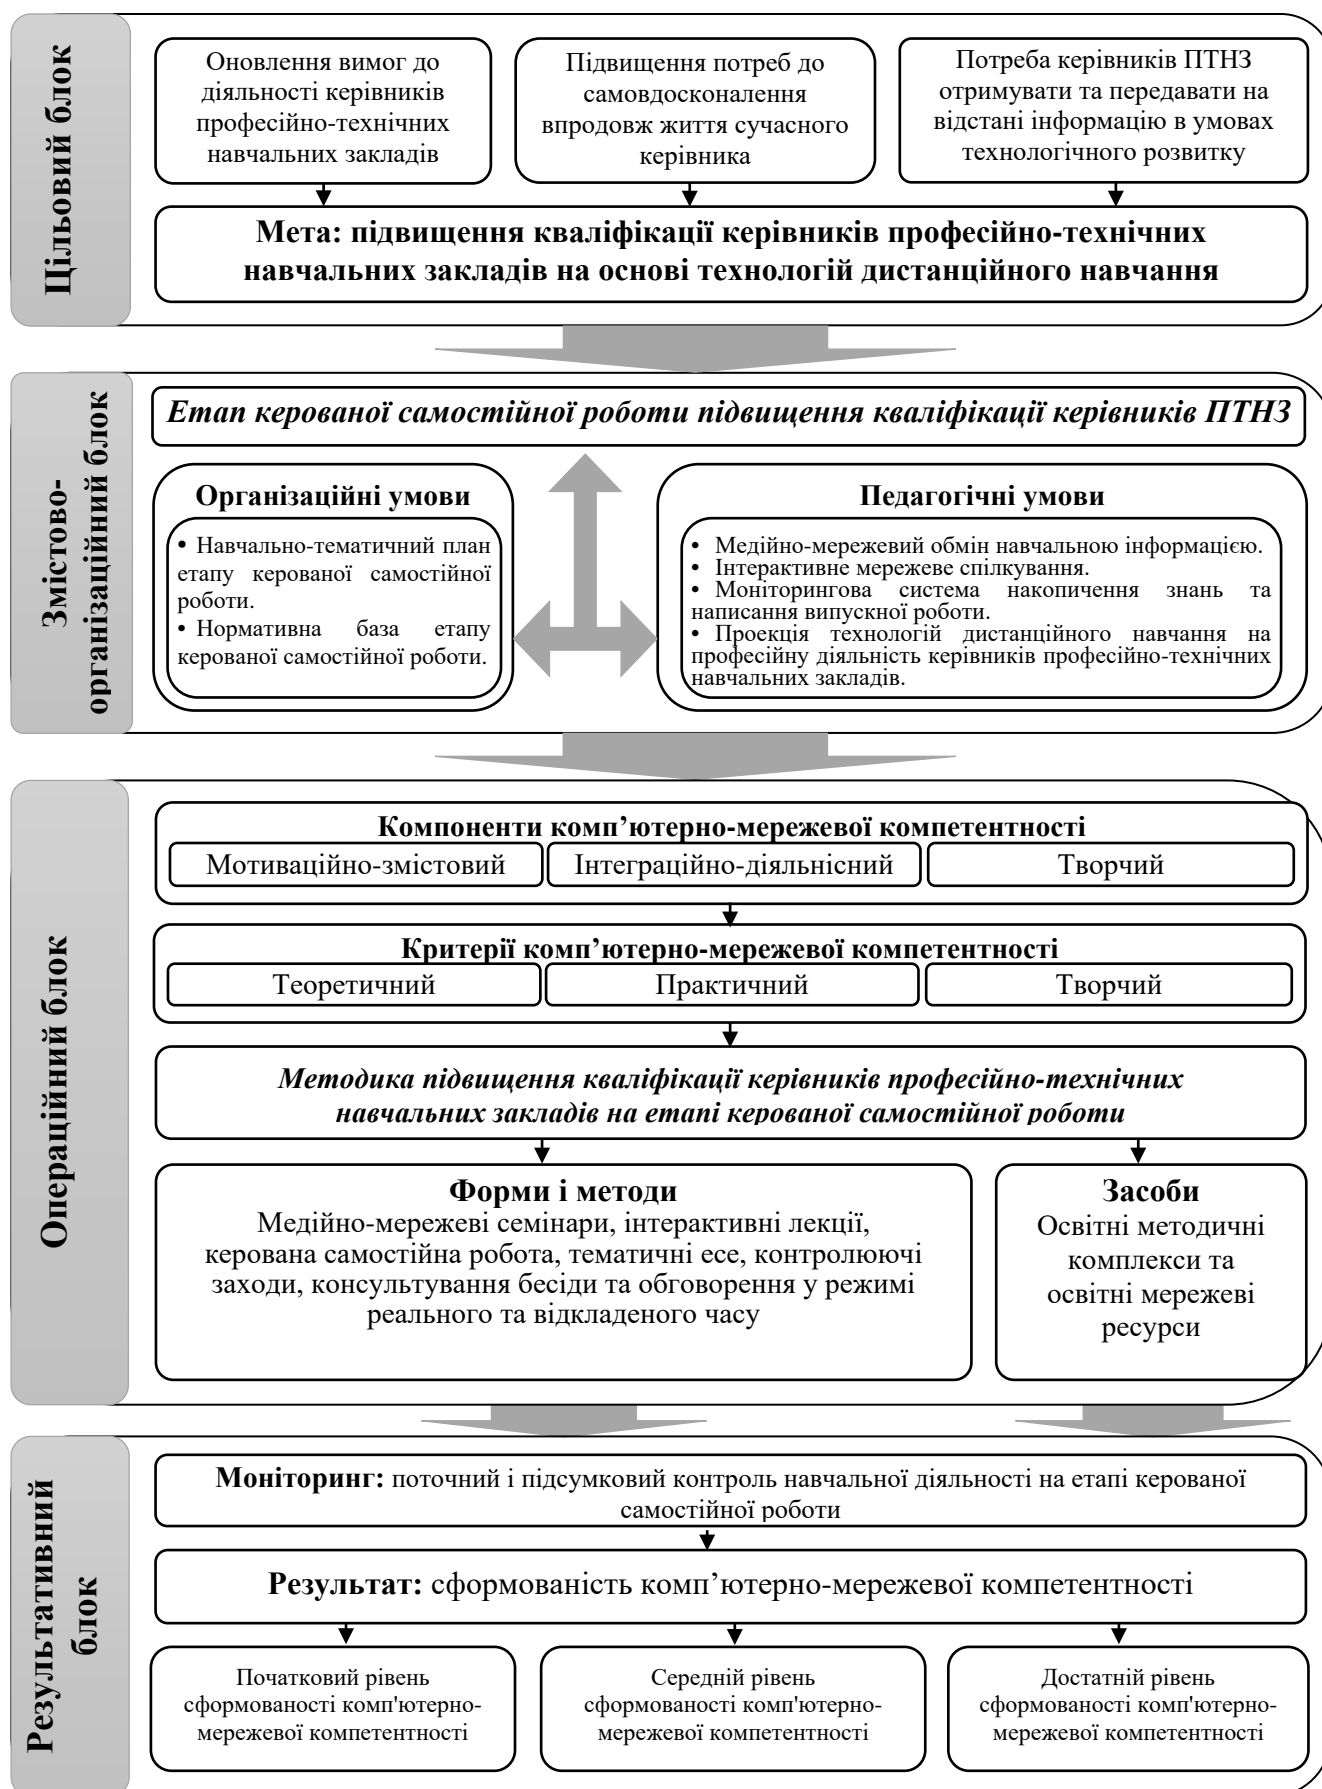 Цільовий блок
Оновлення вимог до
діяльності керівників
професійно-технічних
навчальних закладів
Підвищення потреб до
самовдосконалення
впродовж життя сучасного
керівника
Потреба керівників ПТНЗ
отримувати та передавати на
відстані інформацію в умовах
технологічного розвитку
Мета: підвищення кваліфікації керівників професійно-технічних
навчальних закладів на основі технологій дистанційного навчання
Змістово-
організаційний блок
Етап керованої самостійної роботи підвищення кваліфікації керівників ПТНЗ
Організаційні умови
• Навчально-тематичний план
етапу керованої самостійної
роботи.
• Нормативна база етапу
керованої самостійної роботи.
Педагогічні умови
• Медійно-мережевий обмін навчальною інформацією.
• Інтерактивне мережеве спілкування.
• Моніторингова система накопичення знань та
написання випускної роботи.
• Проекція технологій дистанційного навчання на
професійну діяльність керівників професійно-технічних
навчальних закладів.
Операційний блок
Компоненти комп’ютерно-мережевої компетентності
Мотиваційно-змістовий
Інтеграційно-діяльнісний
Творчий
Критерії комп’ютерно-мережевої компетентності
Теоретичний
Практичний
Творчий
Методика підвищення кваліфікації керівників професійно-технічних
навчальних закладів на етапі керованої самостійної роботи
Форми і методи
Медійно-мережеві семінари, інтерактивні лекції,
керована самостійна робота, тематичні есе, контролюючі
заходи, консультування бесіди та обговорення у режимі
реального та відкладеного часу
Засоби
Освітні методичні
комплекси та
освітні мережеві
ресурси
Результативний
блок
Моніторинг: поточний і підсумковий контроль навчальної діяльності на етапі керованої
самостійної роботи
Результат: сформованість комп’ютерно-мережевої компетентності
Початковий рівень
сформованості комп'ютерно-
мережевої компетентності
Середній рівень
сформованості комп'ютерно-
мережевої компетентності
Достатній рівень
сформованості комп'ютерно-
мережевої компетентності